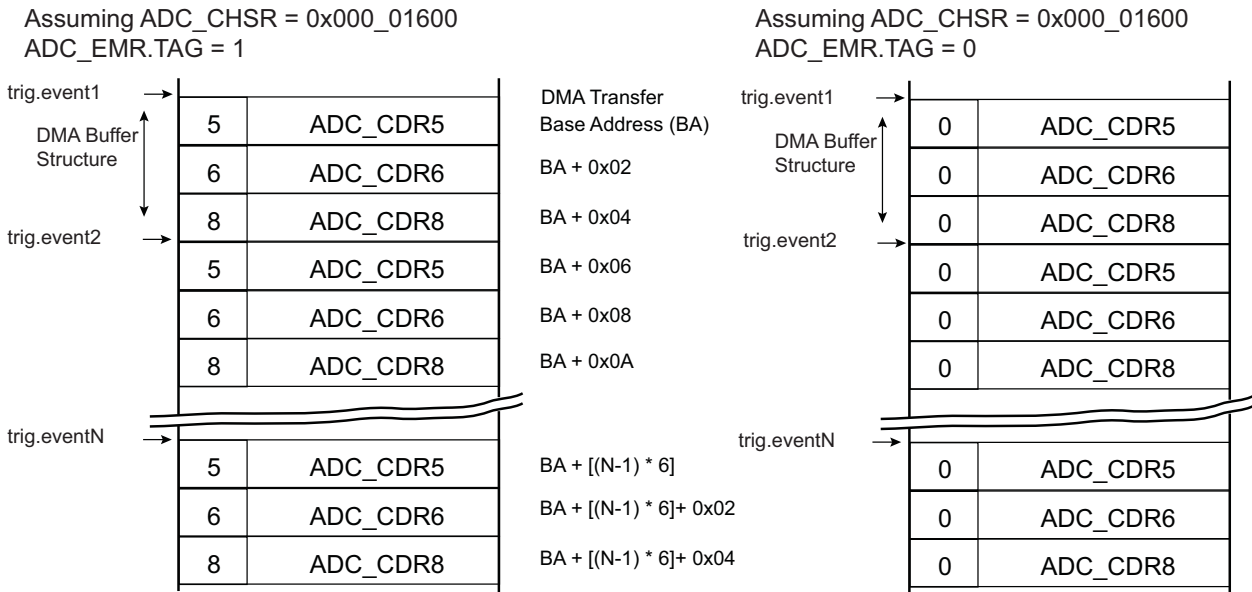 Assuming ADC_CHSR = 0x000_01600
ADC_EMR.TAG = 1
trig.event1
DMA Buffer
Structure
DMA Transfer
Base Address (BA)
5 ADC_CDR5
6 ADC_CDR6 BA + 0x02
8 ADC_CDR8 BA + 0x04
trig.event2
5 ADC_CDR5 BA + 0x06
6 ADC_CDR6 BA + 0x08
8 ADC_CDR8 BA + 0x0A
trig.eventN
5 ADC_CDR5 BA + [(N-1) * 6]
6 ADC_CDR6 BA + [(N-1) * 6]+ 0x02
8 ADC_CDR8 BA + [(N-1) * 6]+ 0x04
Assuming ADC_CHSR = 0x000_01600
ADC_EMR.TAG = 0
trig.event1
DMA Buffer
Structure
0 ADC_CDR5
0 ADC_CDR6
0 ADC_CDR8
trig.event2
0 ADC_CDR5
0 ADC_CDR6
0 ADC_CDR8
trig.eventN
0 ADC_CDR5
0 ADC_CDR6
0 ADC_CDR8